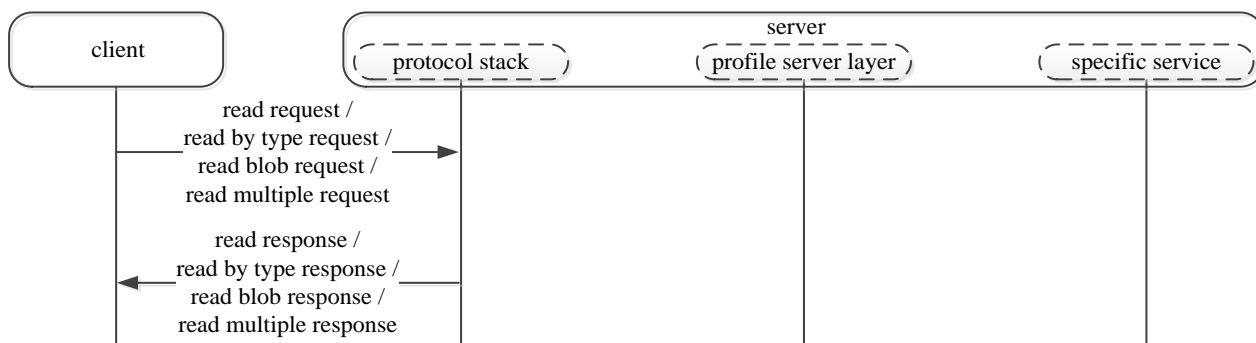 client
server
protocol stack
profile server layer
specific service
read request /
read by type request /
read blob request /
read multiple request
read response /
read by type response /
read blob response /
read multiple response